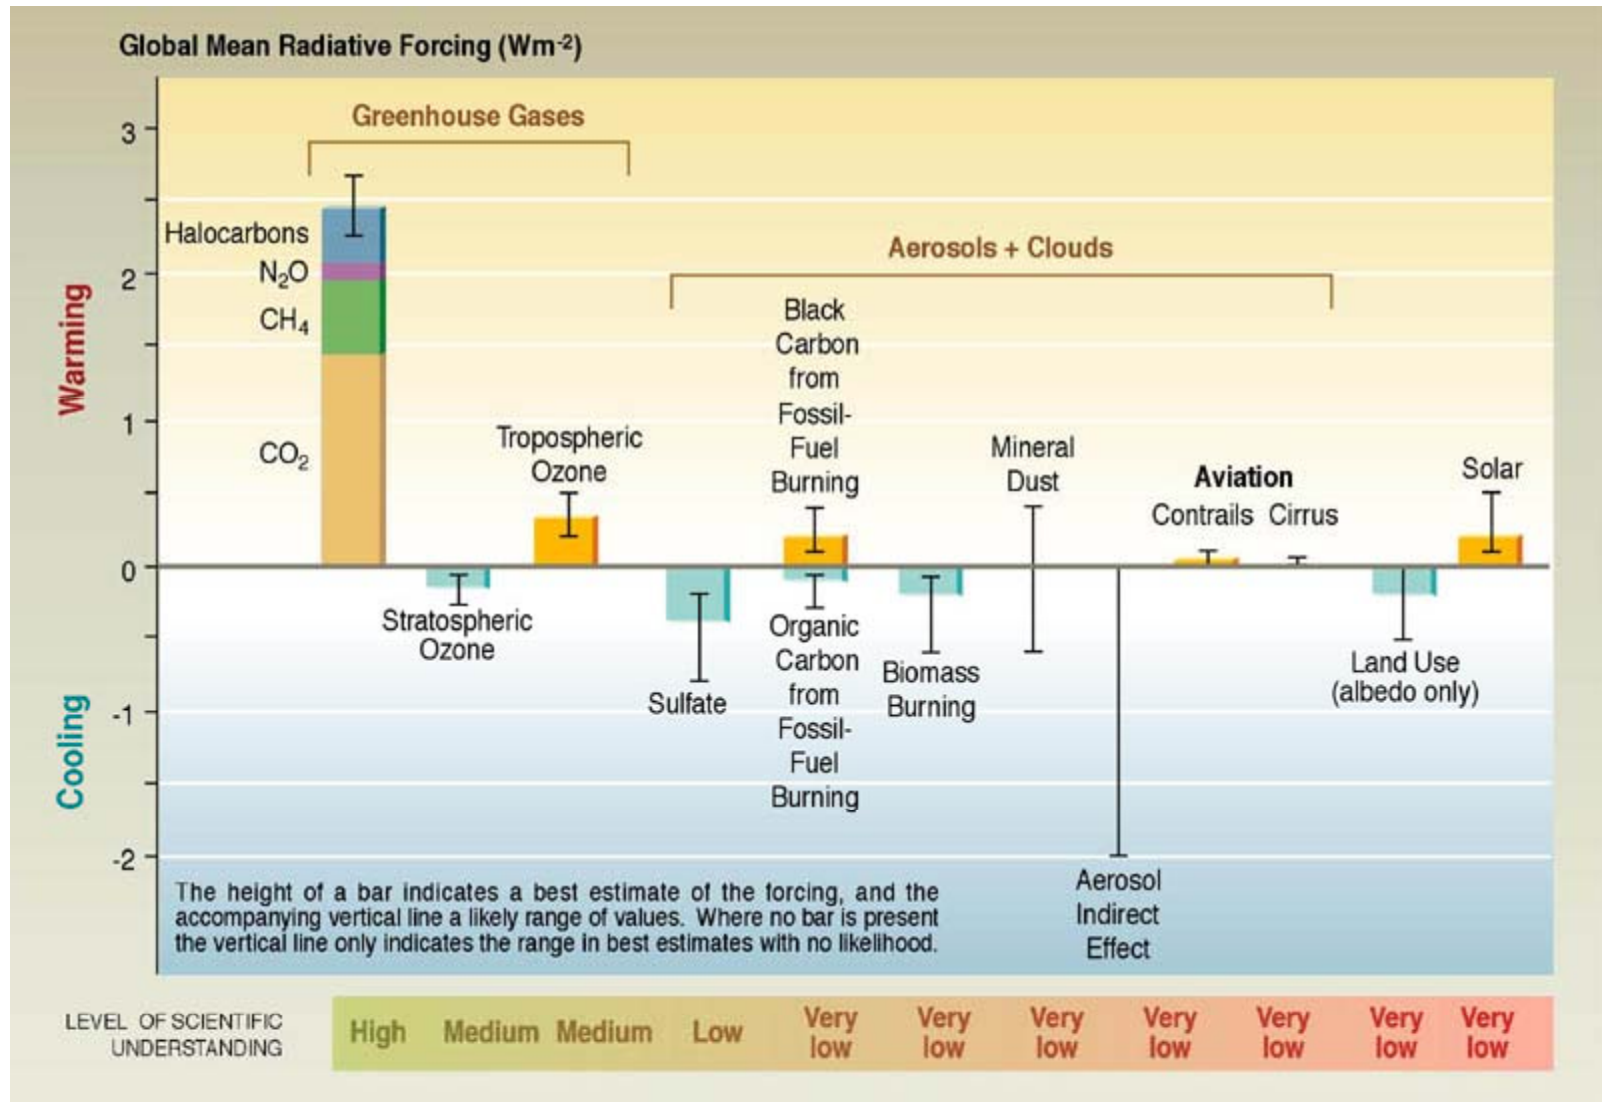 Global Mean Radiative Forcing (Wm-2)
Greenhouse Gases
3
2
1
0
-1
-2
Warming
Cooling
Halocarbons
N2O
CH4
CO2
Stratospheric
Ozone
Tropospheric
Ozone
Aerosols + Clouds
Sulfate
Black
Carbon
from
Fossil-
Fuel
Burning
Organic
Carbon
from
Fossil-
Fuel
Burning
Biomass
Burning
Mineral
Dust
Aerosol
Indirect
Effect
Aviation
Contrails Cirrus
Land Use
(albedo only)
Solar
The height of a bar indicates a best estimate of the forcing, and the
accompanying vertical line a likely range of values. Where no bar is present
the vertical line only indicates the range in best estimates with no likelihood.
LEVEL OF SCIENTIFIC
UNDERSTANDING
High
Medium
Medium
Low
Very
low
Very
low
Very
low
Very
low
Very
low
Very
low
Very
low